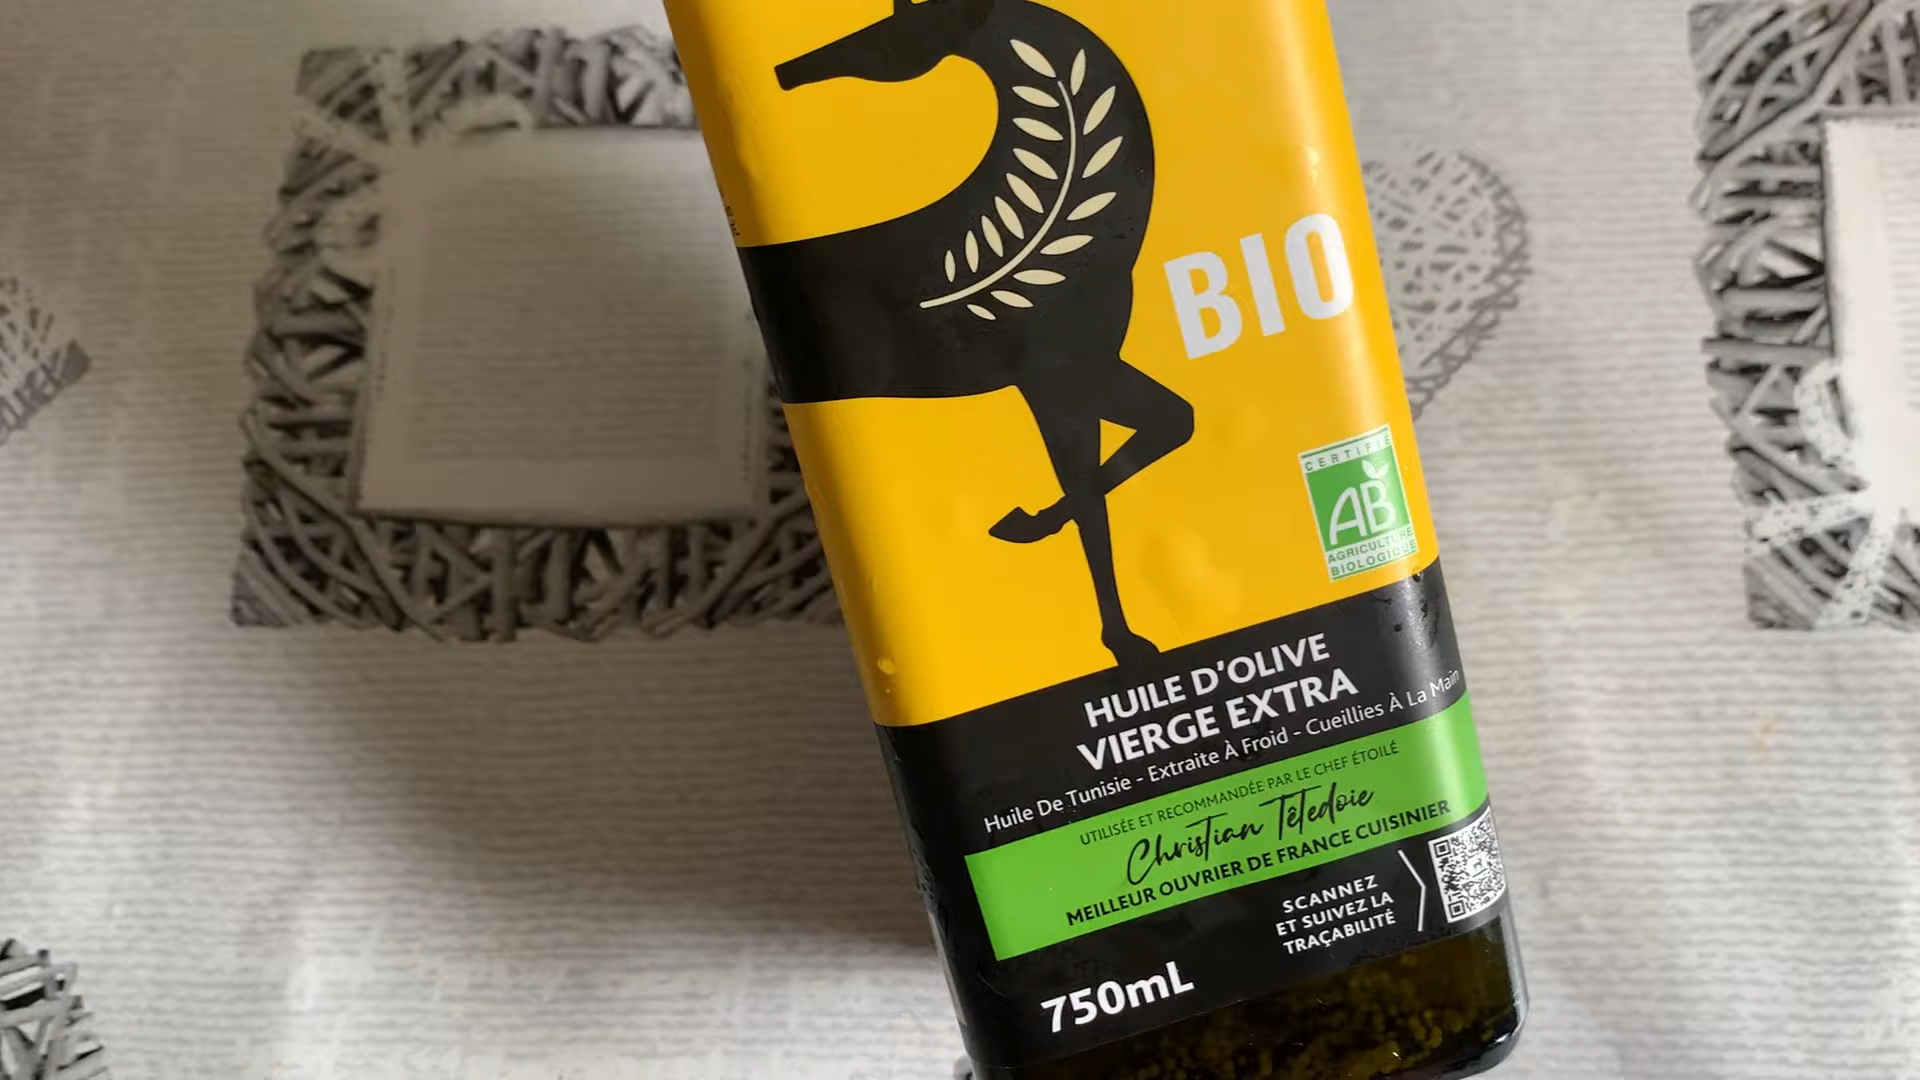 BIO
CERTIFIÉ
AB
AGRICULTURE
BIOLOGIQUE
HUILE D'OLIVE
VIERGE EXTRA
Huile De Tunisie - Extraite À Froid - Cueillies À La Main
UTILISÉE ET RECOMMANDÉE PAR LE CHEF ÉTOILÉ
Christian Têtedoie
MEILLEUR OUVRIER DE FRANCE CUISINIER
SCANNEZ
ET SUIVEZ LA
TRAÇABILITÉ
750mL